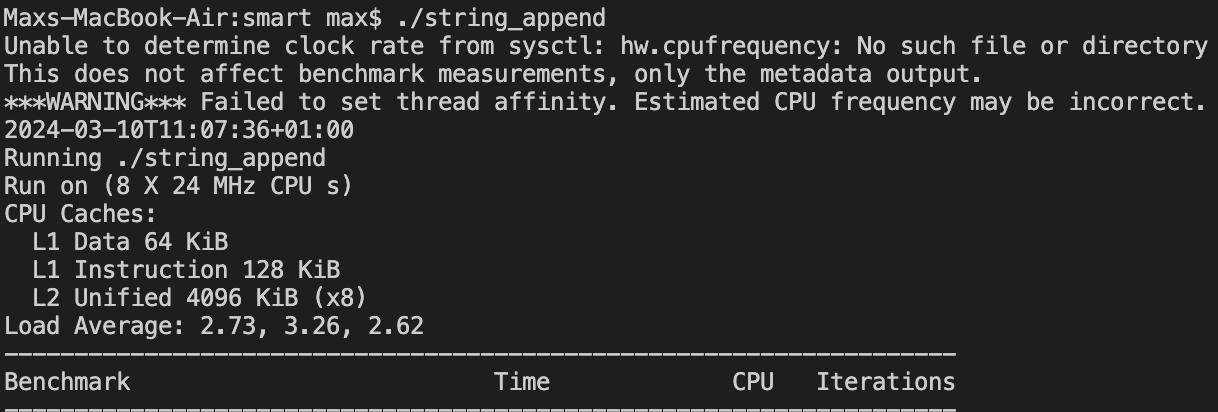 Maxs-MacBook-Air:smart max$ ./string_append
Unable to determine clock rate from sysctl: hw.cpufrequency: No such file or directory
This does not affect benchmark measurements, only the metadata output.
***WARNING*** Failed to set thread affinity. Estimated CPU frequency may be incorrect.
2024-03-10T11:07:36+01:00
Running ./string_append
Run on (8 X 24 MHz CPU s)
CPU Caches:
  L1 Data 64 KiB
  L1 Instruction 128 KiB
  L2 Unified 4096 KiB (x8)
Load Average: 2.73, 3.26, 2.62
--------------------------------------------------------------------
Benchmark                          Time             CPU   Iterations
--------------------------------------------------------------------